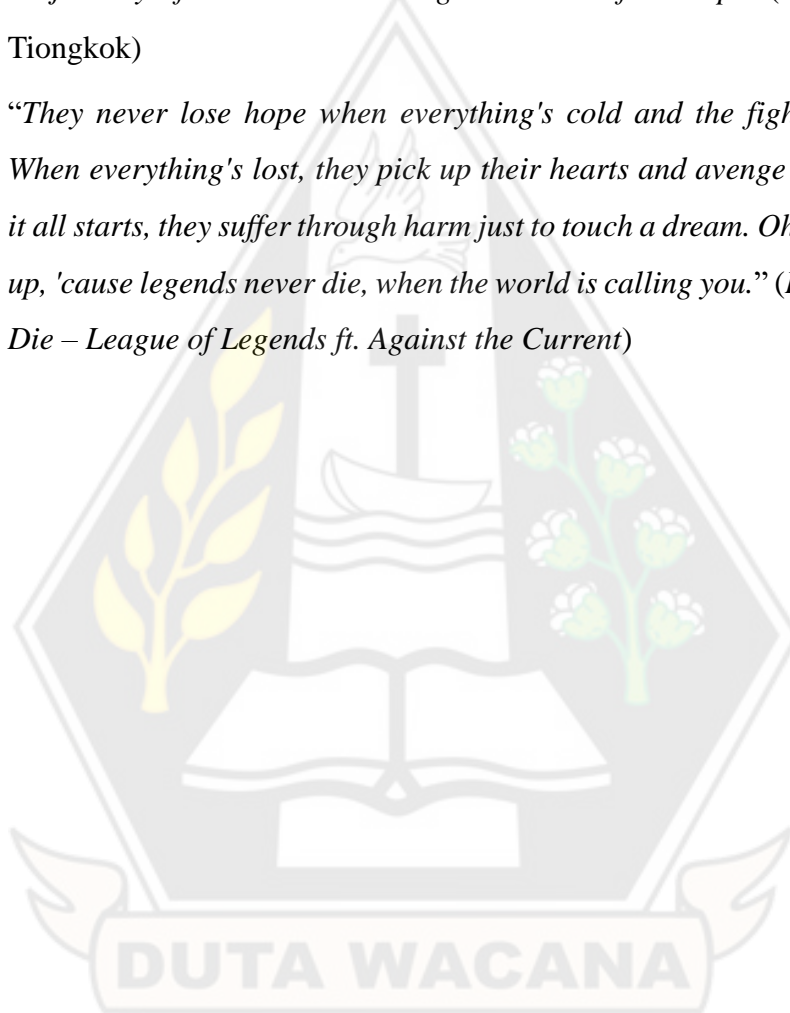 Tiongkok)
“They never lose hope when everything's cold and the figh
When everything's lost, they pick up their hearts and avenge
it all starts, they suffer through harm just to touch a dream. Oh
up, 'cause legends never die, when the world is calling you.” (
Die – League of Legends ft. Against the Current)
DUTA WACANA